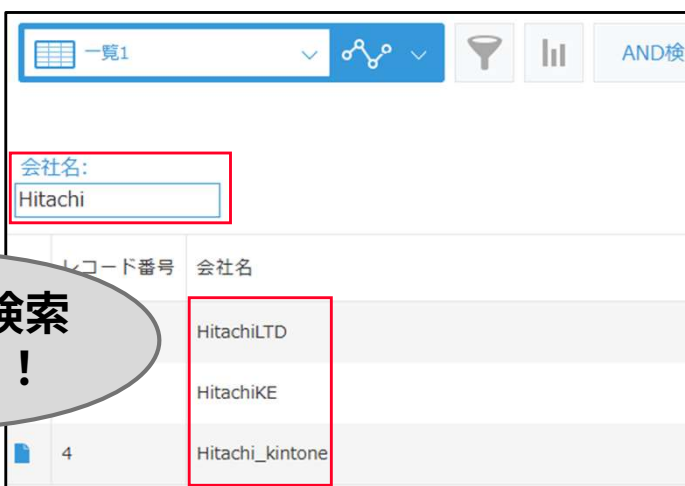 一覧1
AND検
会社名:
Hitachi
レコード番号 会社名
検索
！
HitachiLTD
HitachiKE
4 Hitachi_kintone